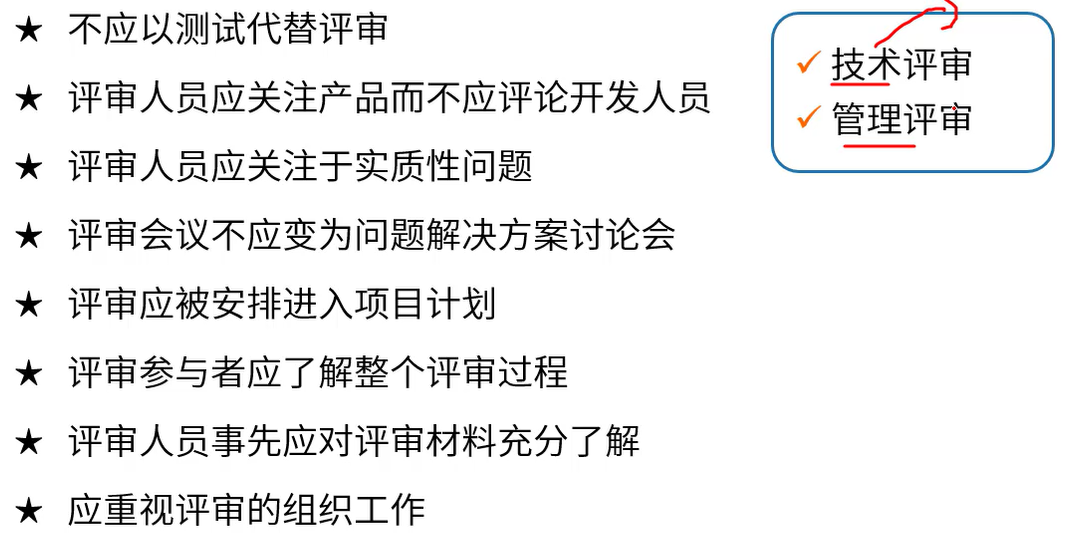 ★ 不应以测试代替评审
★ 评审人员应关注产品而不应评论开发人员
★ 评审人员应关注于实质性问题
★ 评审会议不应变为问题解决方案讨论会
★ 评审应被安排进入项目计划
★ 评审参与者应了解整个评审过程
★ 评审人员事先应对评审材料充分了解
★ 应重视评审的组织工作
✓ 技术评审
✓ 管理评审